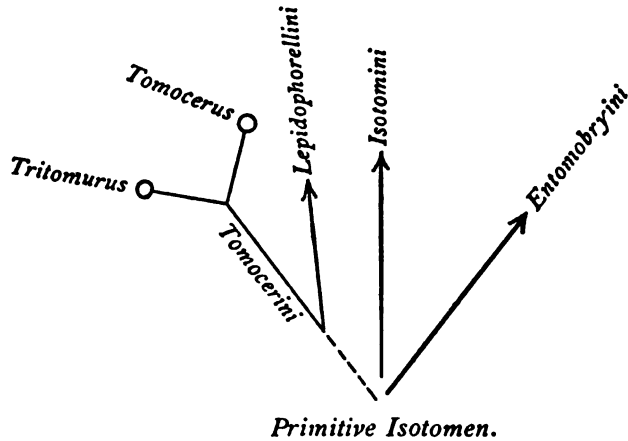 Lepidophorellini
Tomocerus
Isotomini
Entomobryini
Tritomurus
Tomocerini
Primitive Isotomen.